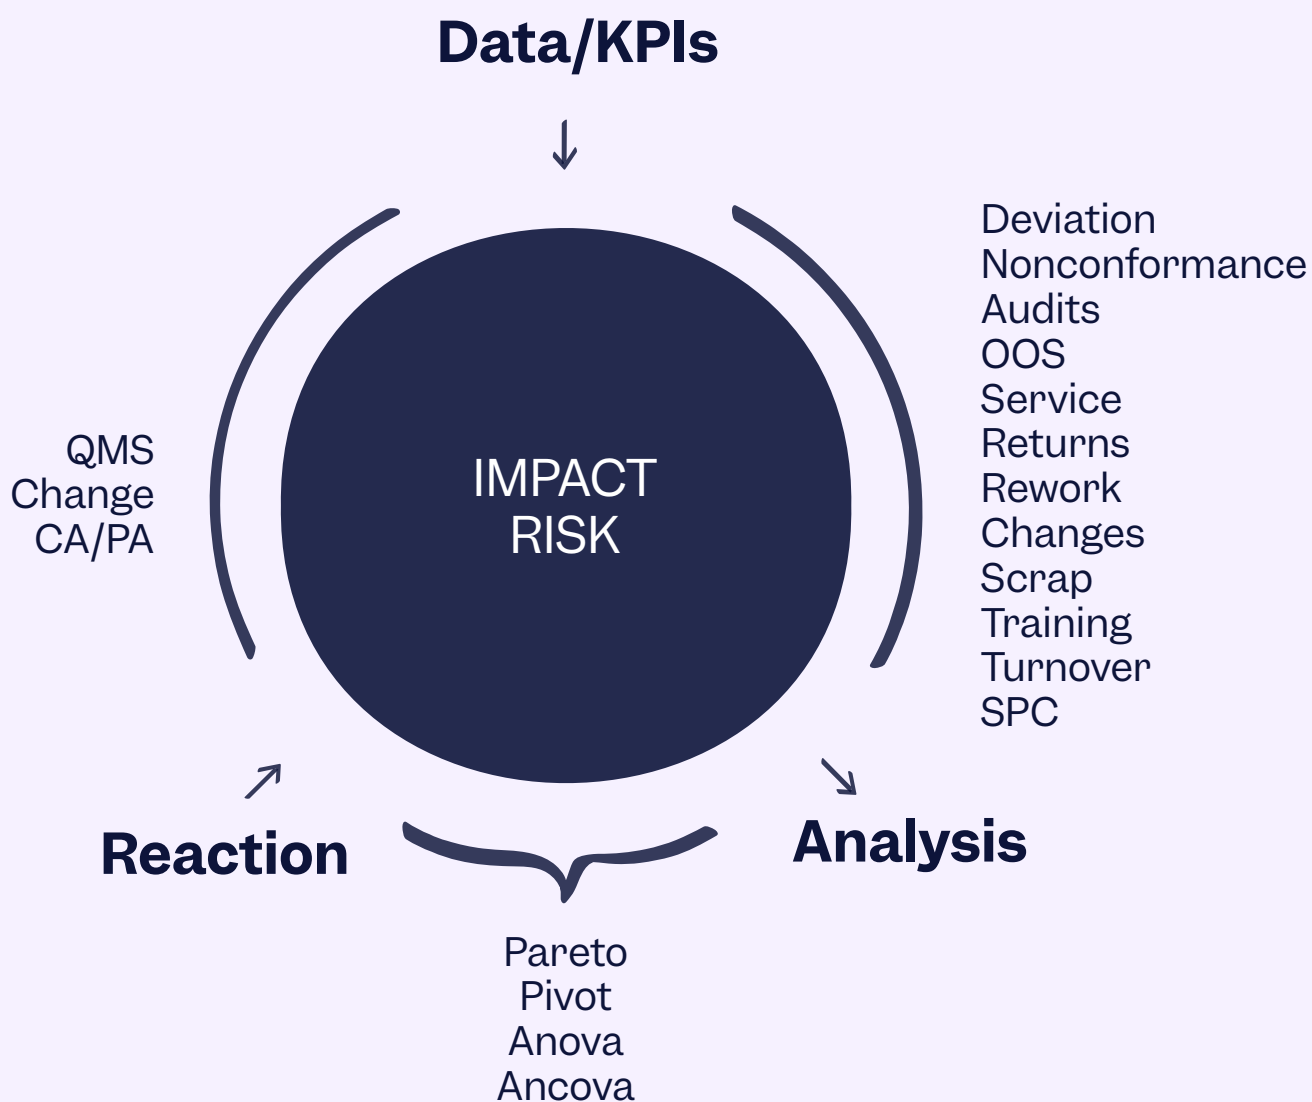 Data/KPIs
Deviation
Nonconformance
Audits
OOS
Service
Returns
Rework
Changes
Scrap
Training
Turnover
SPC
QMS
Change
CA/PA
IMPACT
RISK
Reaction
Analysis
Pareto
Pivot
Anova
Ancova